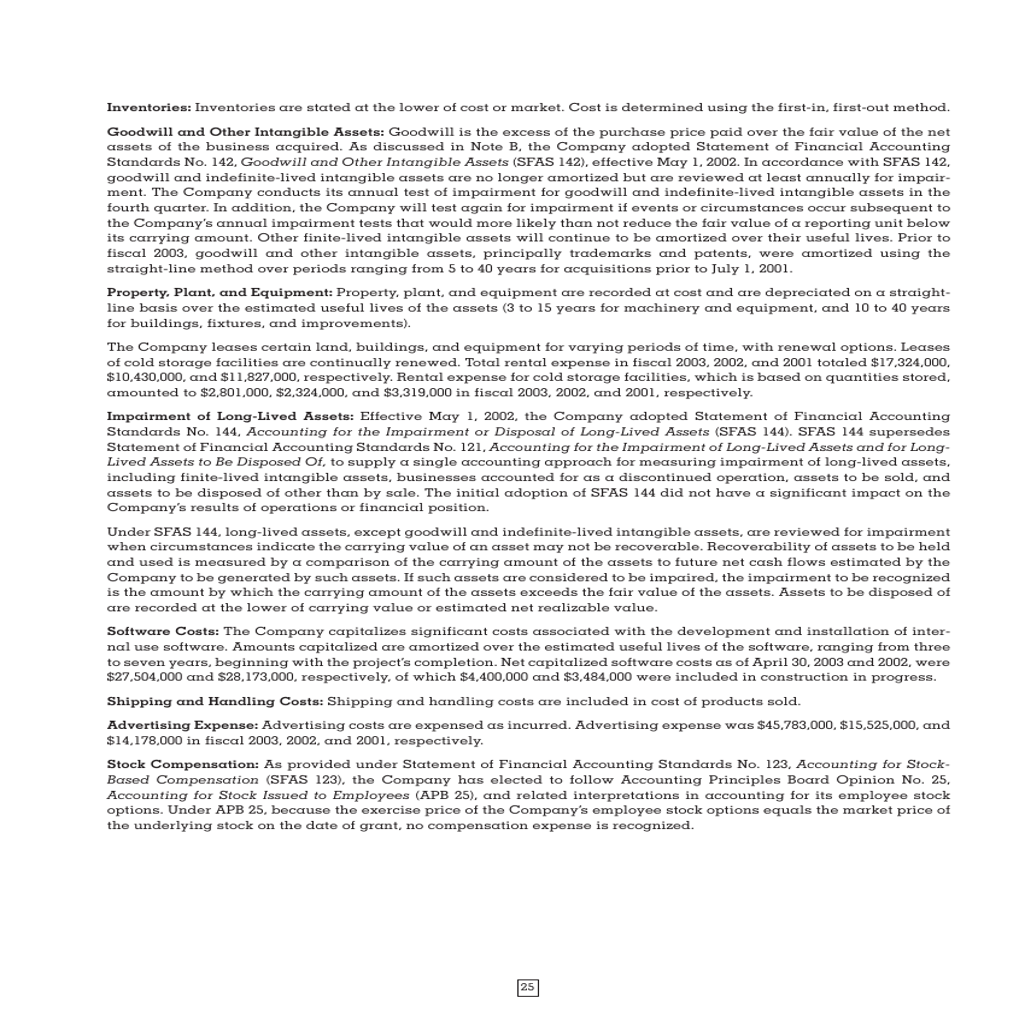 Inventories: Inventories are stated at the lower of cost or market. Cost is determined using the first-in, first-out method.
Goodwill and Other Intangible Assets: Goodwill is the excess of the purchase price paid over the fair value of the net
assets of the business acquired. As discussed in Note B, the Company adopted Statement of Financial Accounting
Standards No. 142, Goodwill and Other Intangible Assets (SFAS 142), effective May 1, 2002. In accordance with SFAS 142,
goodwill and indefinite-lived intangible assets are no longer amortized but are reviewed at least annually for impair-
ment. The Company conducts its annual test of impairment for goodwill and indefinite-lived intangible assets in the
fourth quarter. In addition, the Company will test again for impairment if events or circumstances occur subsequent to
the Company's annual impairment tests that would more likely than not reduce the fair value of a reporting unit below
its carrying amount. Other finite-lived intangible assets will continue to be amortized over their useful lives. Prior to
fiscal 2003, goodwill and other intangible assets, principally trademarks and patents, were amortized using the
straight-line method over periods ranging from 5 to 40 years for acquisitions prior to July 1, 2001.
Property, Plant, and Equipment: Property, plant, and equipment are recorded at cost and are depreciated on a straight-
line basis over the estimated useful lives of the assets (3 to 15 years for machinery and equipment, and 10 to 40 years
for buildings, fixtures, and improvements).
The Company leases certain land, buildings, and equipment for varying periods of time, with renewal options. Leases
of cold storage facilities are continually renewed. Total rental expense in fiscal 2003, 2002, and 2001 totaled $17,324,000,
$10,430,000, and $11,827,000, respectively. Rental expense for cold storage facilities, which is based on quantities stored,
amounted to $2,801,000, $2,324,000, and $3,319,000 in fiscal 2003, 2002, and 2001, respectively.
Impairment of Long-Lived Assets: Effective May 1, 2002, the Company adopted Statement of Financial Accounting
Standards No. 144, Accounting for the Impairment or Disposal of Long-Lived Assets (SFAS 144). SFAS 144 supersedes
Statement of Financial Accounting Standards No. 121, Accounting for the Impairment of Long-Lived Assets and for Long-
Lived Assets to Be Disposed Of, to supply a single accounting approach for measuring impairment of long-lived assets,
including finite-lived intangible assets, businesses accounted for as a discontinued operation, assets to be sold, and
assets to be disposed of other than by sale. The initial adoption of SFAS 144 did not have a significant impact on the
Company's results of operations or financial position.
Under SFAS 144, long-lived assets, except goodwill and indefinite-lived intangible assets, are reviewed for impairment
when circumstances indicate the carrying value of an asset may not be recoverable. Recoverability of assets to be held
and used is measured by a comparison of the carrying amount of the assets to future net cash flows estimated by the
Company to be generated by such assets. If such assets are considered to be impaired, the impairment to be recognized
is the amount by which the carrying amount of the assets exceeds the fair value of the assets. Assets to be disposed of
are recorded at the lower of carrying value or estimated net realizable value.
Software Costs: The Company capitalizes significant costs associated with the development and installation of inter-
nal use software. Amounts capitalized are amortized over the estimated useful lives of the software, ranging from three
to seven years, beginning with the project's completion. Net capitalized software costs as of April 30, 2003 and 2002, were
$27,504,000 and $28,173,000, respectively, of which $4,400,000 and $3,484,000 were included in construction in progress.
Shipping and Handling Costs: Shipping and handling costs are included in cost of products sold.
Advertising Expense: Advertising costs are expensed as incurred. Advertising expense was $45,783,000, $15,525,000, and
$14,178,000 in fiscal 2003, 2002, and 2001, respectively.
Stock Compensation: As provided under Statement of Financial Accounting Standards No. 123, Accounting for Stock-
Based Compensation (SFAS 123), the Company has elected to follow Accounting Principles Board Opinion No. 25,
Accounting for Stock Issued to Employees (APB 25), and related interpretations in accounting for its employee stock
options. Under APB 25, because the exercise price of the Company's employee stock options equals the market price of
the underlying stock on the date of grant, no compensation expense is recognized.
25